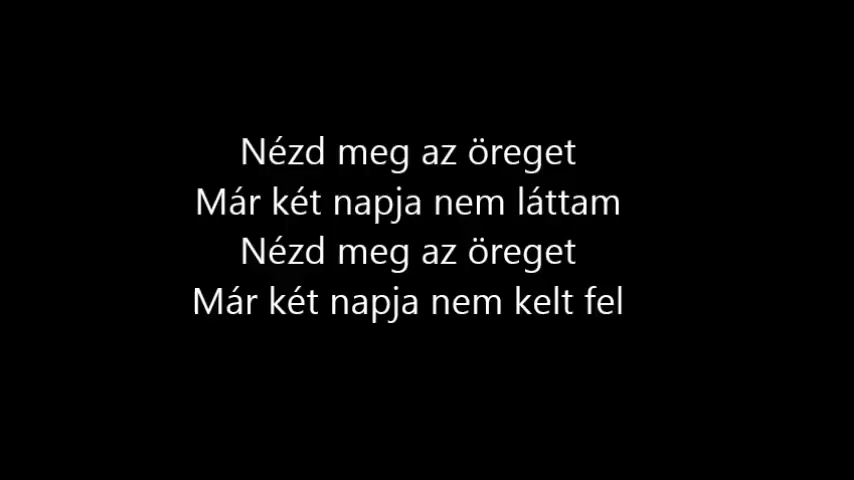 Nézd meg az öreget
Már két napja nem láttam
Nézd meg az öreget
Már két napja nem kelt fel